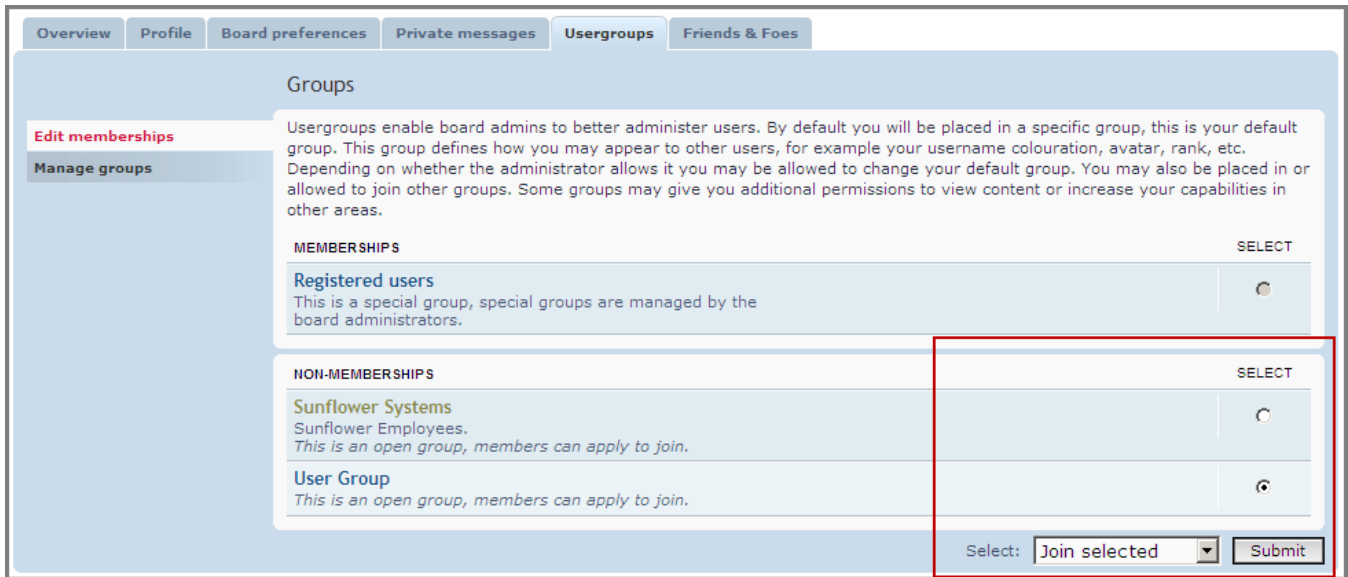 Overview Profile Board preferences Private messages Usergroups Friends & Foes
Groups
Edit memberships
Manage groups
Usergroups enable board admins to better administer users. By default you will be placed in a specific group, this is your default
group. This group defines how you may appear to other users, for example your username colouration, avatar, rank, etc.
Depending on whether the administrator allows it you may be allowed to change your default group. You may also be placed in or
allowed to join other groups. Some groups may give you additional permissions to view content or increase your capabilities in
other areas.
MEMBERSHIPS SELECT
Registered users
This is a special group, special groups are managed by the
board administrators.
NON-MEMBERSHIPS SELECT
Sunflower Systems
Sunflower Employees.
This is an open group, members can apply to join.
User Group
This is an open group, members can apply to join.
Select: Join selected Submit